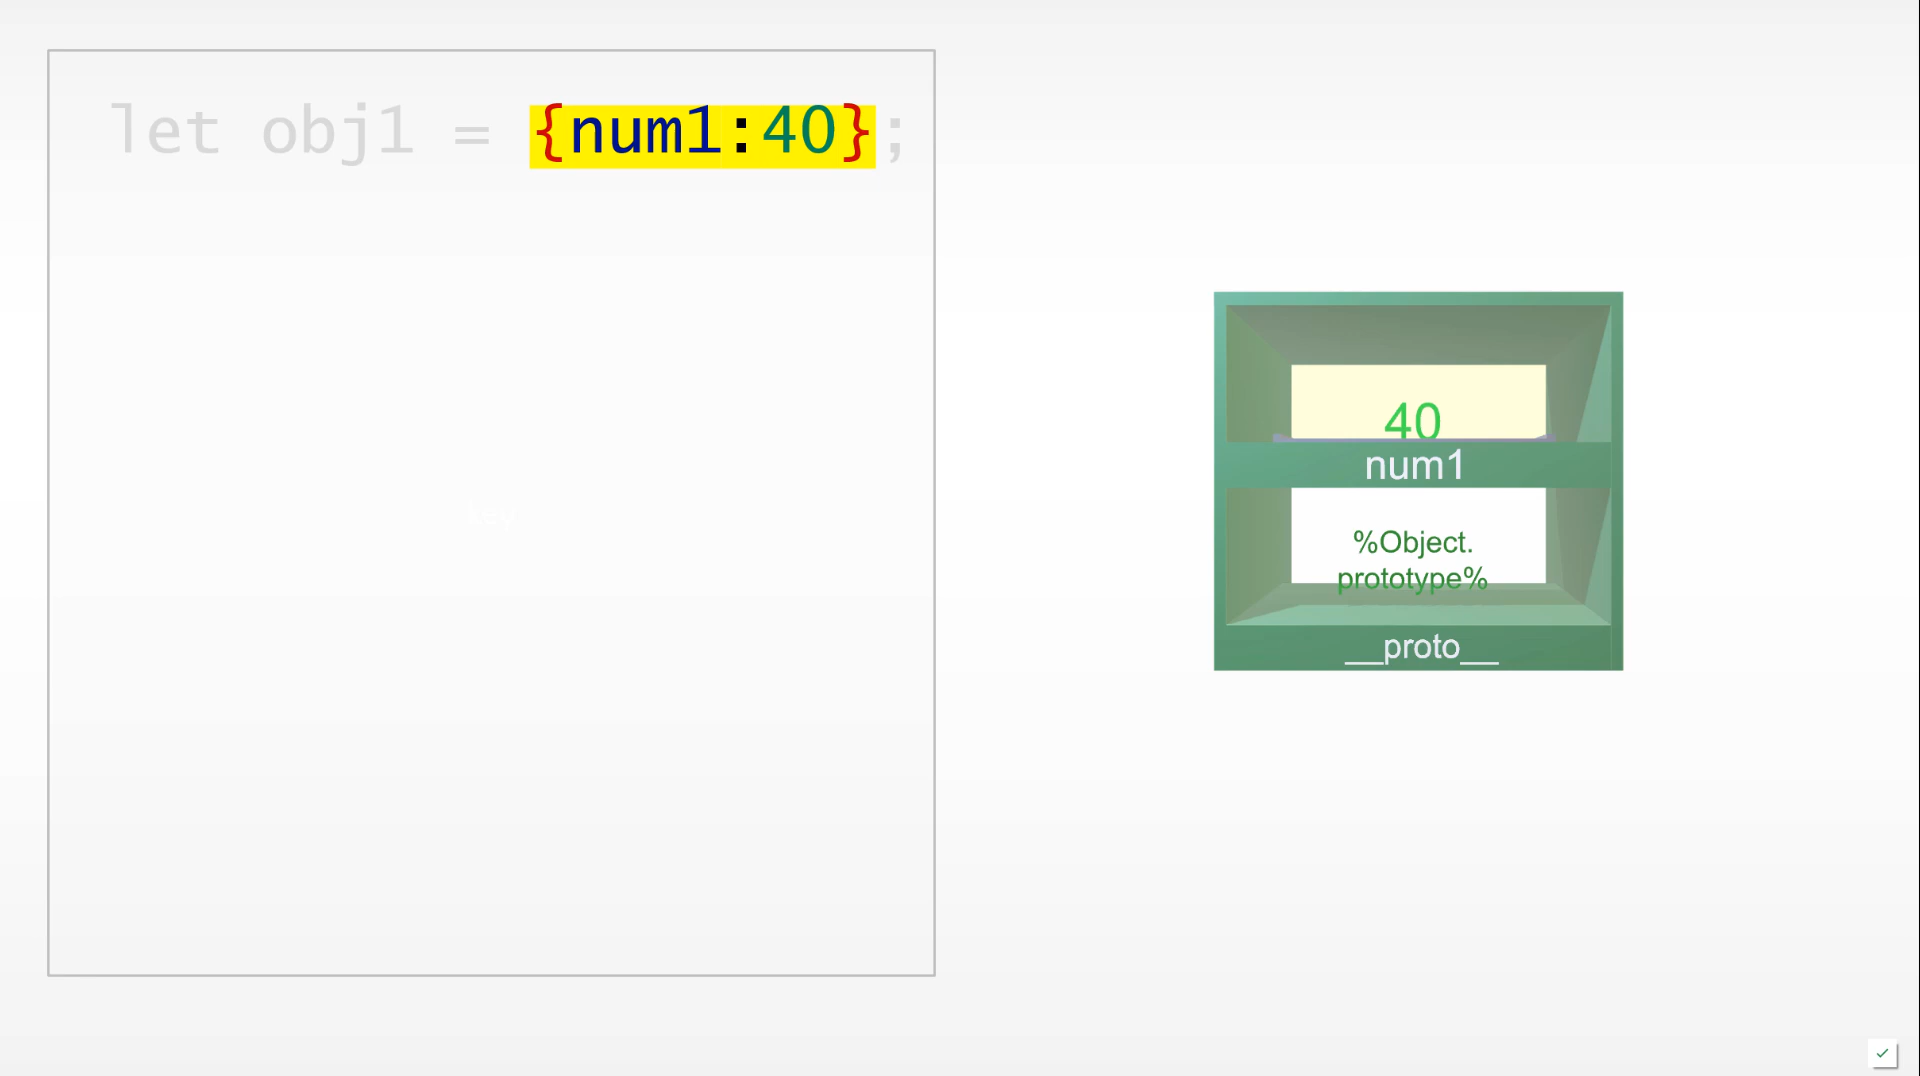 let obj1 = {num1:40};
40
num1
%Object.
prototype%
__proto__